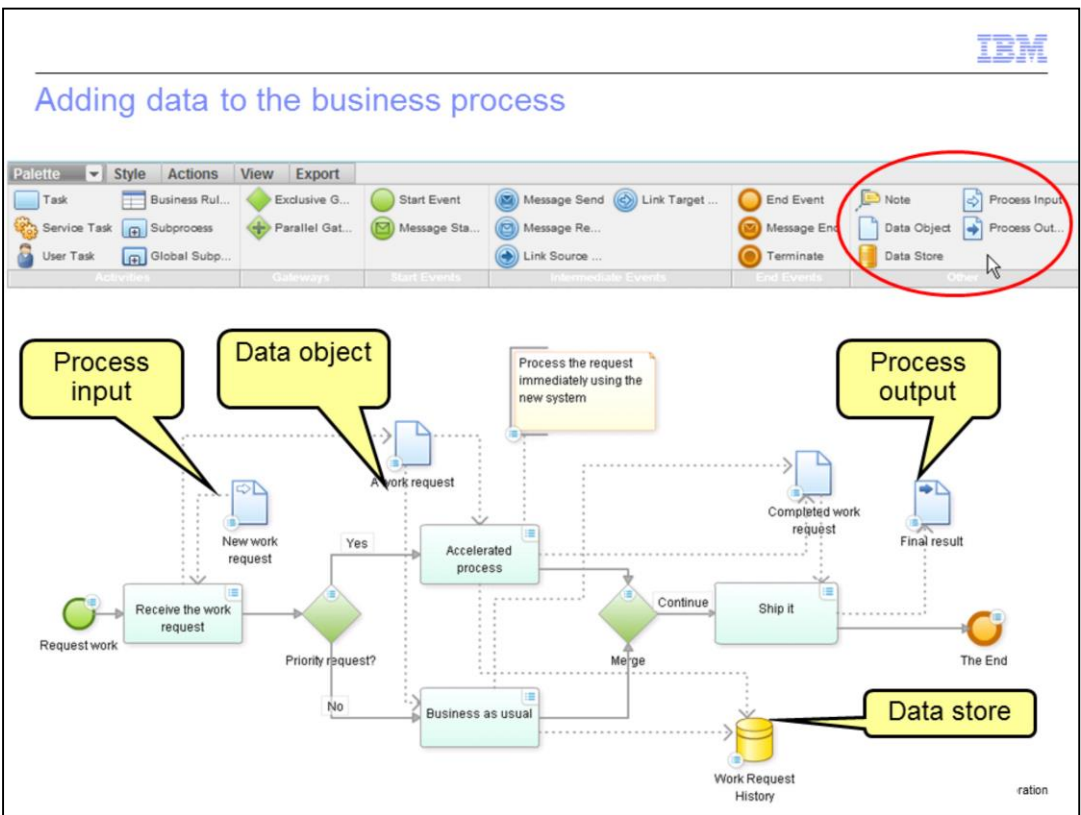 IBM
Adding data to the business process
Palette Style Actions View Export
Task Business Rul... Exclusive G... Start Event Message Send Link Target ... End Event Note Process Input
Service Task Subprocess Parallel Gat... Message Sta... Message Re... Message End Data Object Process Out...
User Task Global Subp... Link Source ... Terminate Data Store
Activities Gateways Start Events Intermediate Events End Events Other
Process
input
Data object
Process the request
immediately using the
new system
Process
output
A work request
New work
request
Completed work
request
Final result
Yes
Accelerated
process
Receive the work
request
Continue
Ship it
Request work
Priority request?
Merge
The End
No
Business as usual
Data store
Work Request
History
ration